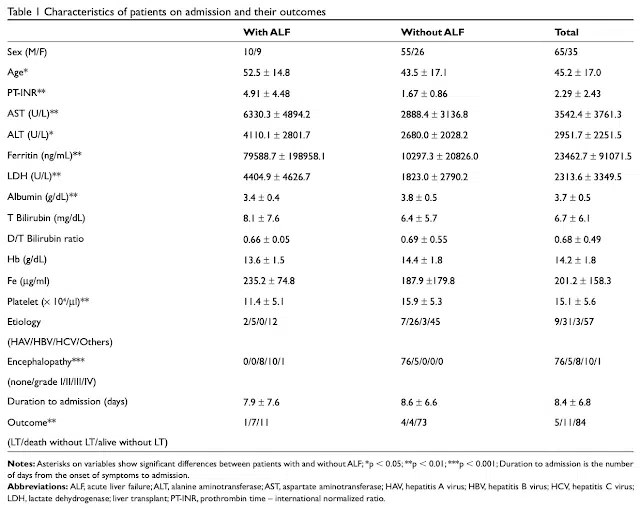 Table 1 Characteristics of patients on admission and their outcomes
With ALF Without ALF Total
Sex (M/F) 10/9 55/26 65/35
Age* 52.5 ± 14.8 43.5 ± 17.1 45.2 ± 17.0
PT-INR** 4.91 ± 4.48 1.67 ± 0.86 2.29 ± 2.43
AST (U/L)** 6330.3 ± 4894.2 2888.4 ± 3136.8 3542.4 ± 3761.3
ALT (U/L)* 4110.1 ± 2801.7 2680.0 ± 2028.2 2951.7 ± 2251.5
Ferritin (ng/mL)** 79588.7 ± 198958.1 10297.3 ± 20826.0 23462.7 ± 91071.5
LDH (U/L)** 4404.9 ± 4626.7 1823.0 ± 2790.2 2313.6 ± 3349.5
Albumin (g/dL)** 3.4 ± 0.4 3.8 ± 0.5 3.7 ± 0.5
T Bilirubin (mg/dL) 8.1 ± 7.6 6.4 ± 5.7 6.7 ± 6.1
D/T Bilirubin ratio 0.66 ± 0.05 0.69 ± 0.55 0.68 ± 0.49
Hb (g/dL) 13.6 ± 1.5 14.4 ± 1.8 14.2 ± 1.8
Fe (μg/ml) 235.2 ± 74.8 187.9 ±179.8 201.2 ± 158.3
Platelet (× 10⁴/μl)** 11.4 ± 5.1 15.9 ± 5.3 15.1 ± 5.6
Etiology 2/5/0/12 7/26/3/45 9/31/3/57
(HAV/HBV/HCV/Others)
Encephalopathy*** 0/0/8/10/1 76/5/0/0/0 76/5/8/10/1
(none/grade I/II/III/IV)
Duration to admission (days) 7.9 ± 7.6 8.6 ± 6.6 8.4 ± 6.8
Outcome** 1/7/11 4/4/73 5/11/84
(LT/death without LT/alive without LT)
Notes: Asterisks on variables show significant differences between patients with and without ALF; *p < 0.05; **p < 0.01; ***p < 0.001; Duration to admission is the number
of days from the onset of symptoms to admission.
Abbreviations: ALF, acute liver failure; ALT, alanine aminotransferase; AST, aspartate aminotransferase; HAV, hepatitis A virus; HBV, hepatitis B virus; HCV, hepatitis C virus;
LDH, lactate dehydrogenase; liver transplant; PT-INR, prothrombin time – international normalized ratio.